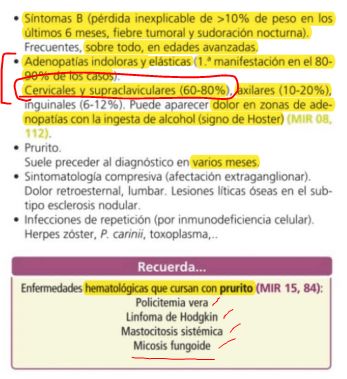 • Síntomas B (pérdida inexplicable de >10% de peso en los
últimos 6 meses, fiebre tumoral y sudoración nocturna).
Frecuentes, sobre todo, en edades avanzadas.
• Adenopatías indoloras y elásticas (1.ª manifestación en el 80-
90% de los casos).
Cervicales y supraclaviculares (60-80%), axilares (10-20%),
inguinales (6-12%). Puede aparecer dolor en zonas de ade-
nopatías con la ingesta de alcohol (signo de Hoster) (MIR 08,
112).
• Prurito.
Suele preceder al diagnóstico en varios meses.
• Sintomatología compresiva (afectación extraganglionar).
Dolor retroesternal, lumbar. Lesiones líticas óseas en el sub-
tipo esclerosis nodular.
• Infecciones de repetición (por inmunodeficiencia celular).
Herpes zóster, P. carinii, toxoplasma,..
Recuerda...
Enfermedades hematológicas que cursan con prurito (MIR 15, 84):
Policitemia vera
Linfoma de Hodgkin
Mastocitosis sistémica
Micosis fungoide